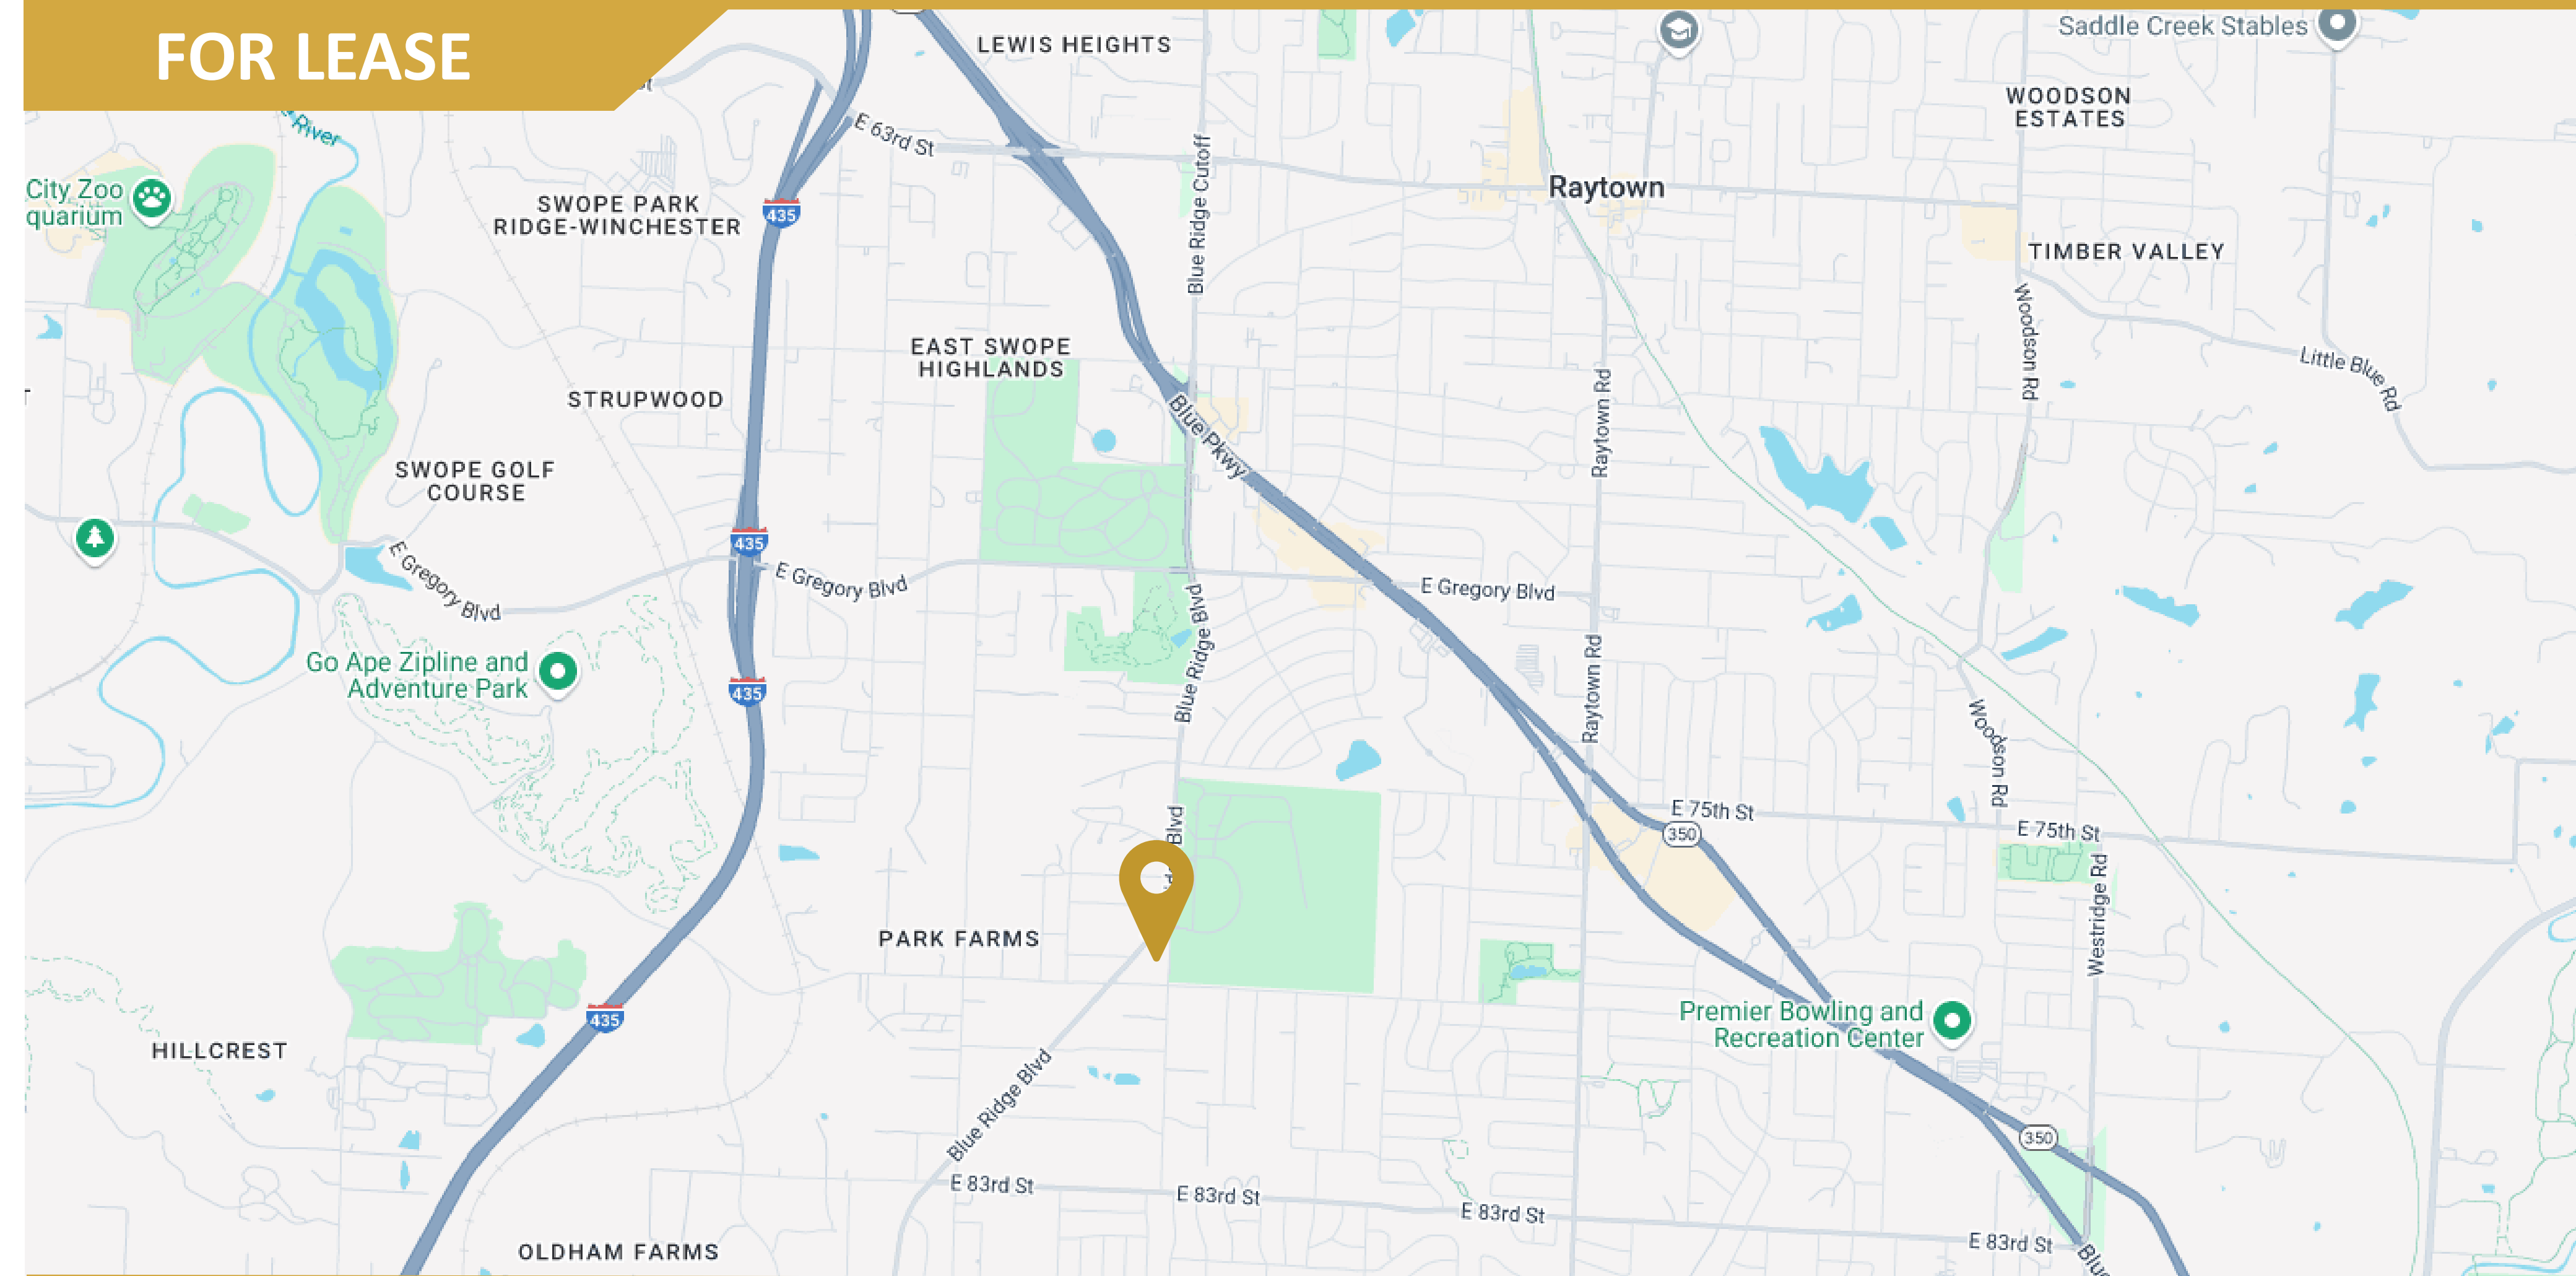 FOR LEASE
LEWIS HEIGHTS
Saddle Creek Stables
WOODSON
ESTATES
River
E 63rd St
Blue Ridge Cutoff
City Zoo
quarium
SWOPE PARK
RIDGE-WINCHESTER
435
Raytown
TIMBER VALLEY
EAST SWOPE
HIGHLANDS
STRUPWOOD
Woodson Rd
Little Blue Rd
Blue Pkwy
Raytown Rd
SWOPE GOLF
COURSE
435
E Gregory Blvd
E Gregory Blvd
E Gregory Blvd
Blue Ridge Blvd
Go Ape Zipline and
Adventure Park
435
Raytown Rd
Woodson Rd
E 75th St
350
E 75th St
Blvd
Westridge Rd
PARK FARMS
Premier Bowling and
Recreation Center
435
HILLCREST
Blue Ridge Blvd
350
E 83rd St
E 83rd St
E 83rd St
E 83rd St
OLDHAM FARMS
Blue